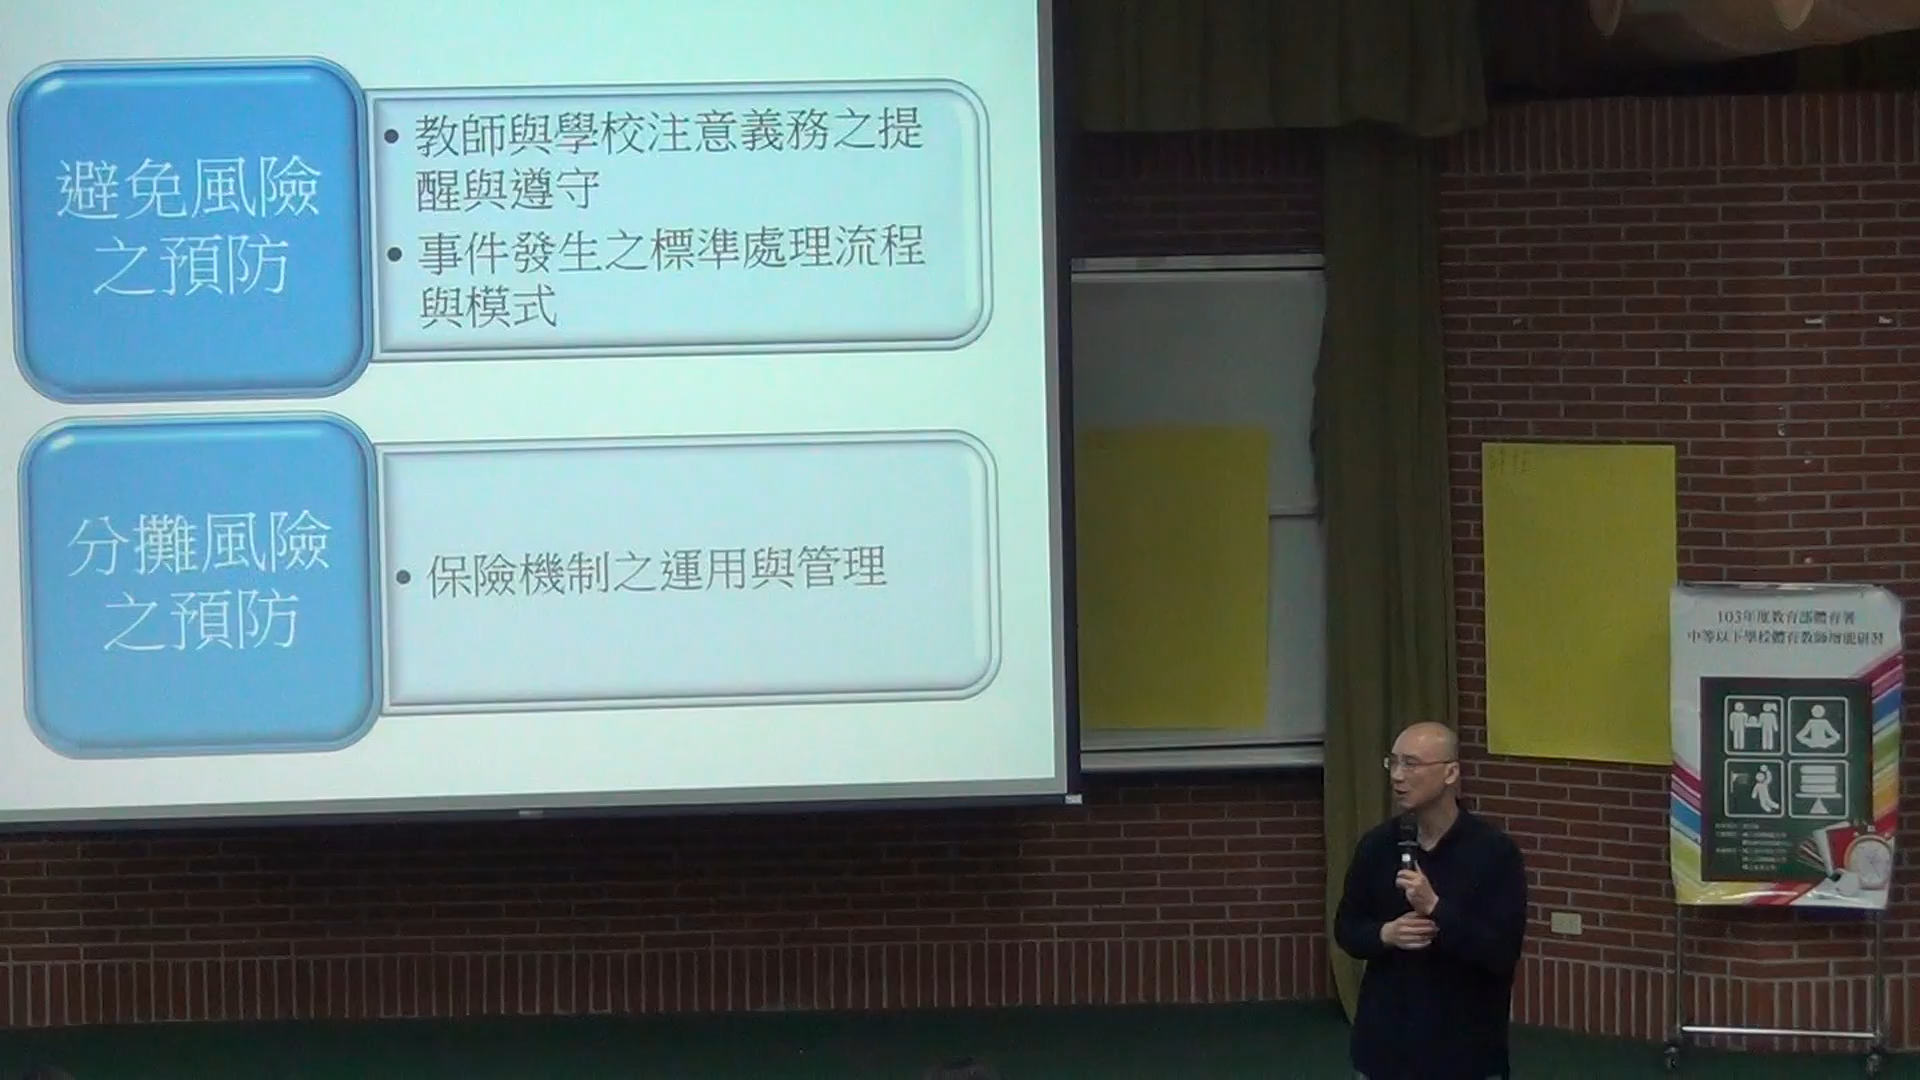 避免風險
之預防
• 教師與學校注意義務之提
醒與遵守
• 事件發生之標準處理流程
與模式
分攤風險
之預防
• 保險機制之運用與管理
103年度教育部體育署
中等以下學校體育教師增能研習